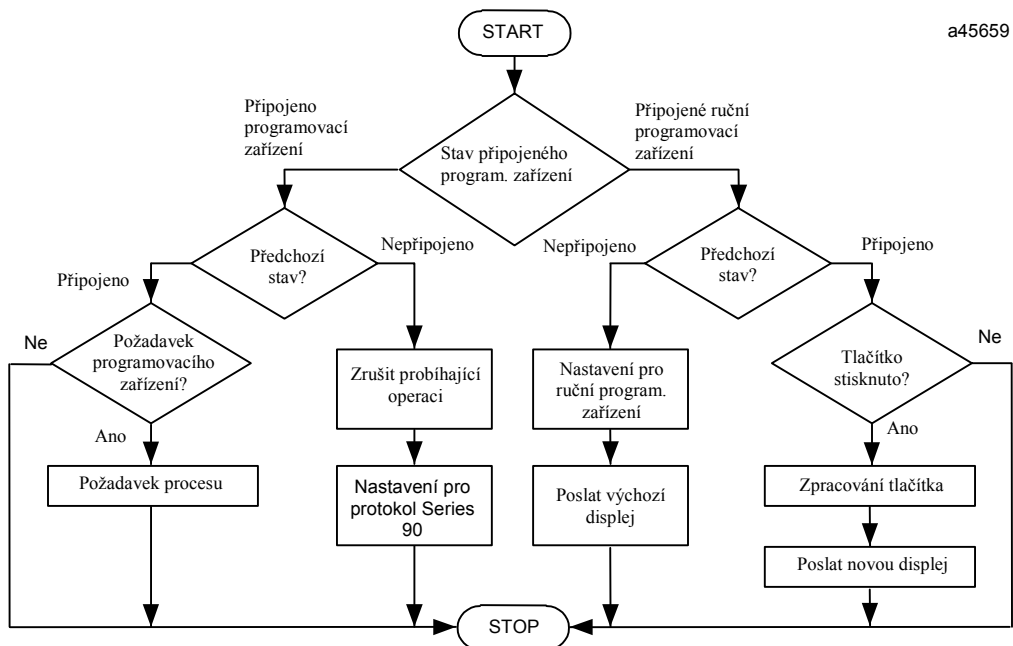 START
a45659
Připojeno
programovací
zařízení
Připojené ruční
programovací
zařízení
Stav připojeného
program. zařízení
Předchozí
stav?
Nepřipojeno
Nepřipojeno
Předchozí
stav?
Připojeno
Připojeno
Ne
Požadavek
programovacího
zařízení?
Zrušit probíhající
operaci
Nastavení pro
ruční program.
zařízení
Tlačítko
stisknuto?
Ne
Ano
Ano
Požadavek procesu
Nastavení pro
protokol Series
90
Poslat výchozí
displej
Zpracování tlačítka
Poslat novou displej
STOP